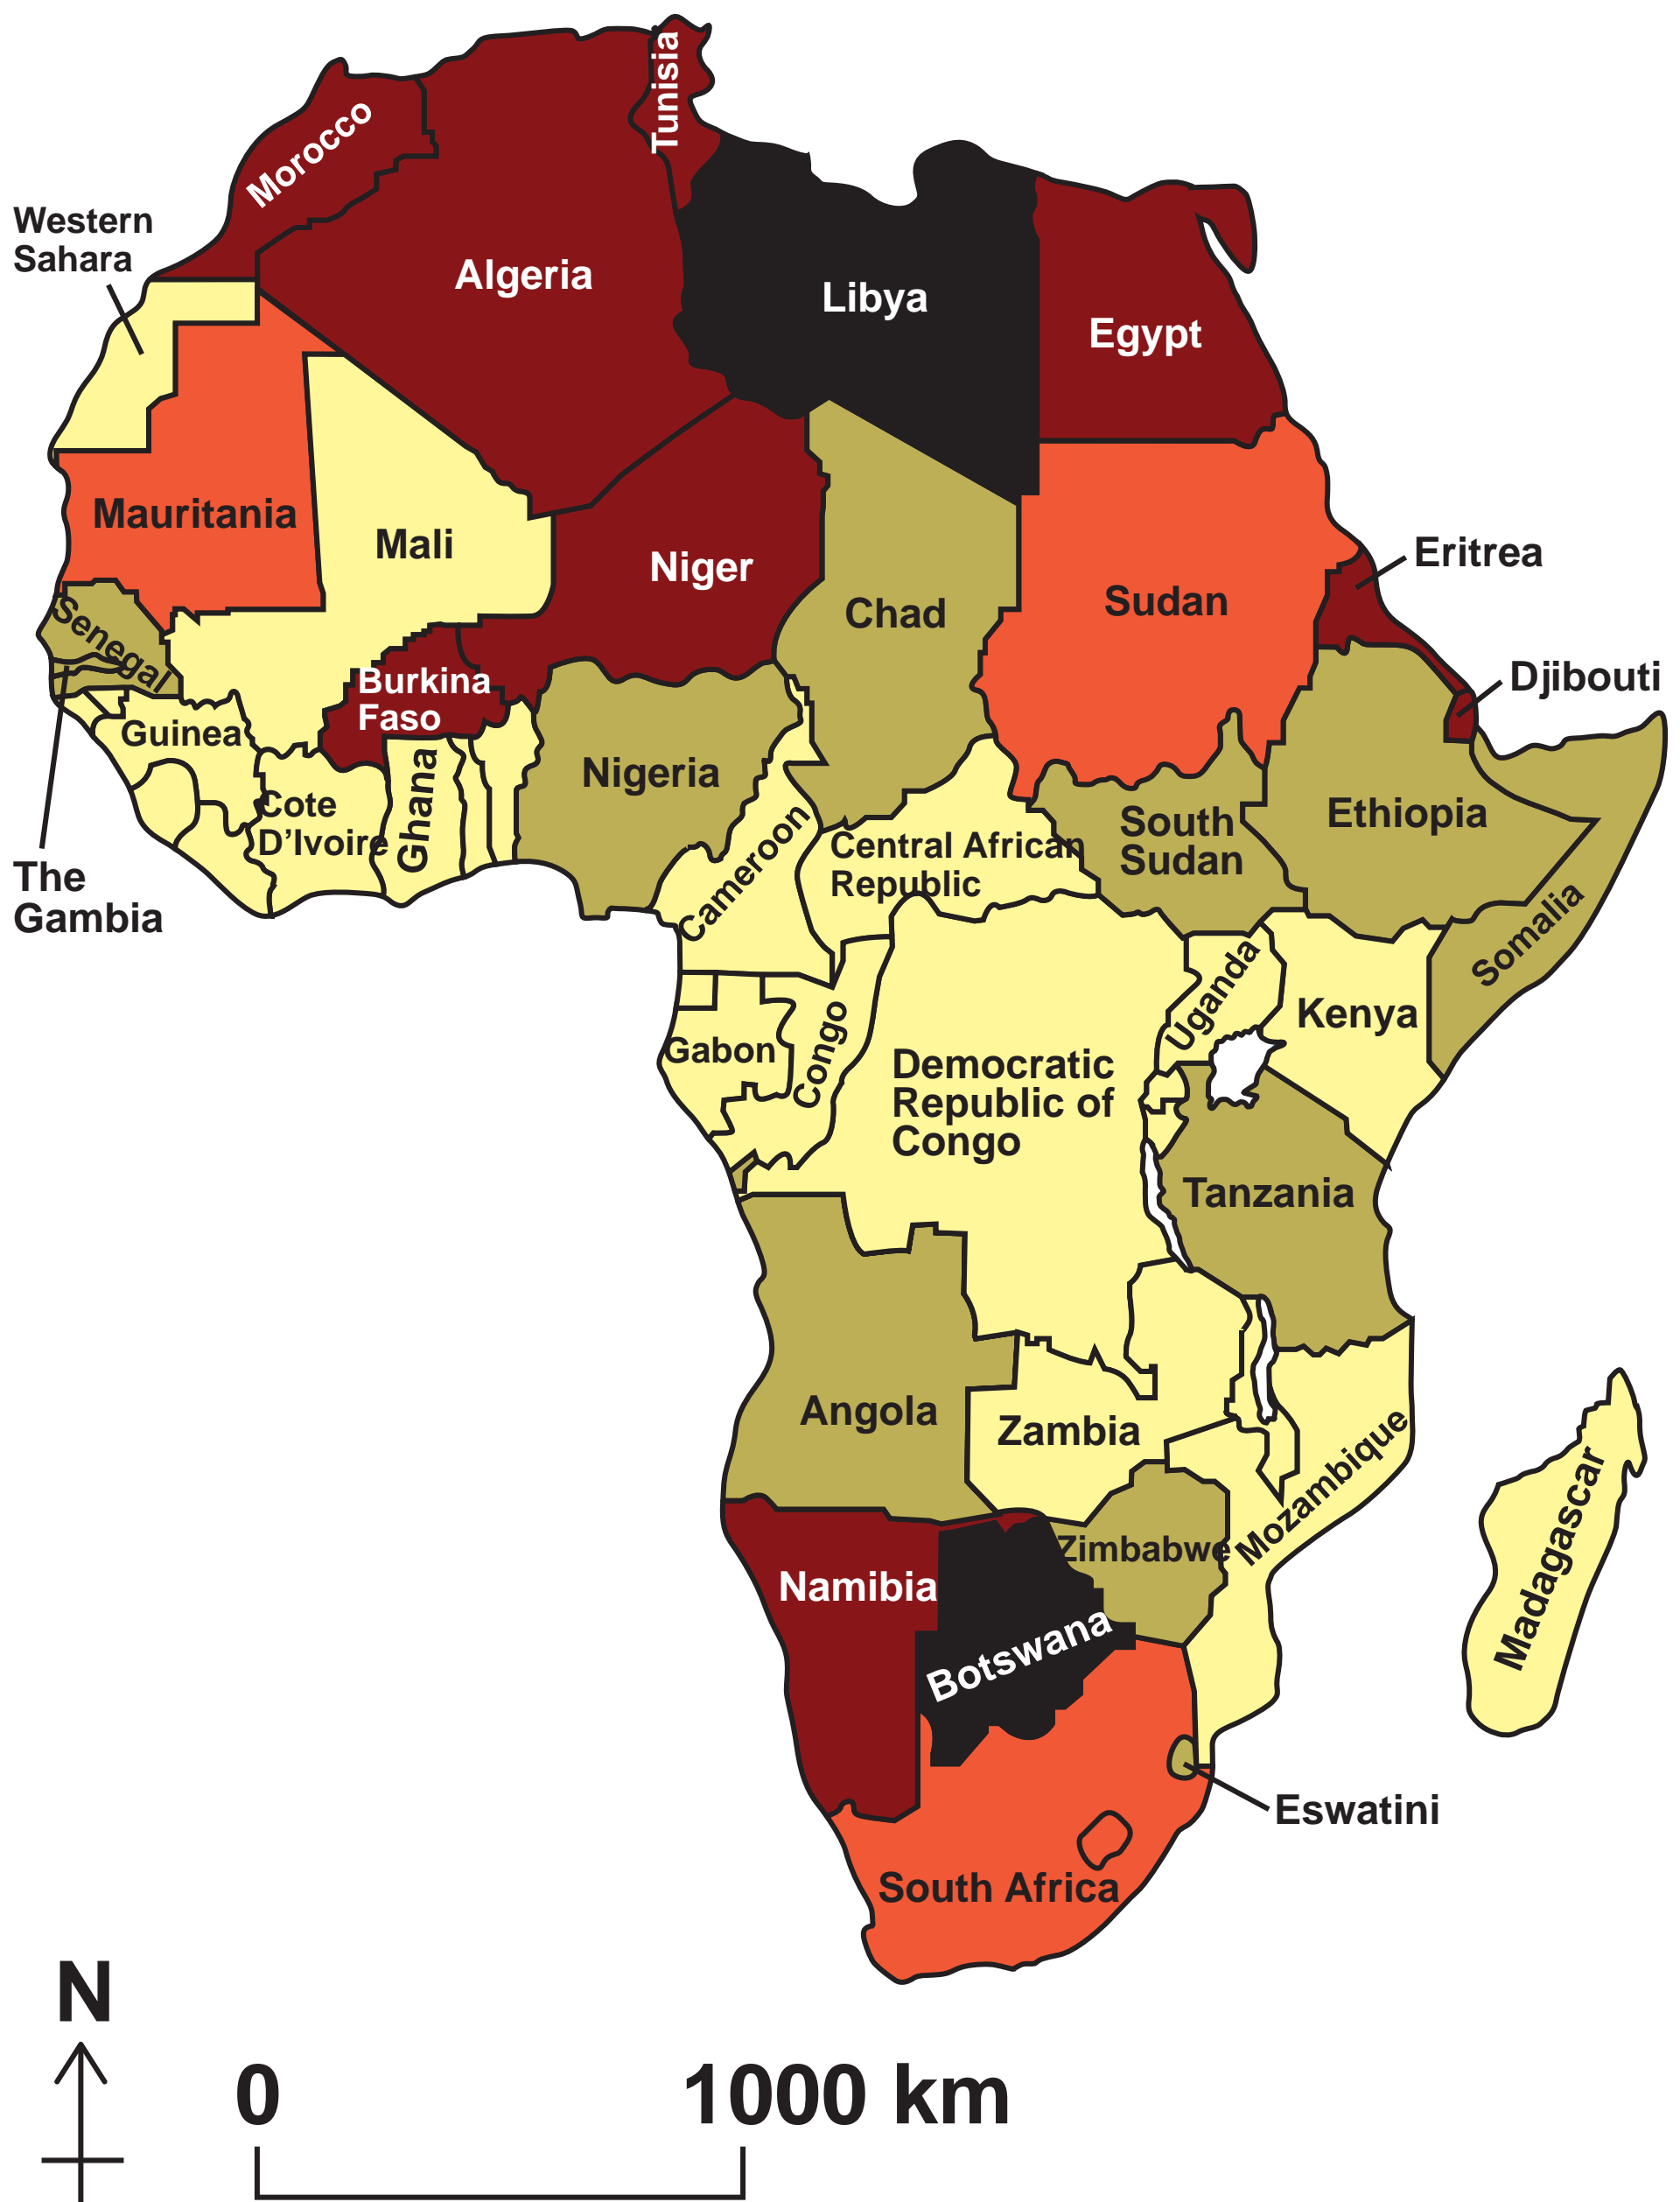 Tunisia
Morocco
Western
Sahara
Algeria
Libya
Egypt
Mauritania
Mali
Niger
Chad
Sudan
Eritrea
Senegal
Djibouti
Burkina
Faso
Guinea
Nigeria
Ghana
Cote
D’Ivoire
The
Gambia
Cameroon
Central African
Republic
South
Sudan
Ethiopia
Somalia
Uganda
Kenya
Gabon
Congo
Democratic
Republic of
Congo
Tanzania
Angola
Zambia
Mozambique
Madagascar
Zimbabwe
Namibia
Botswana
Eswatini
South Africa
N
0 1000 km